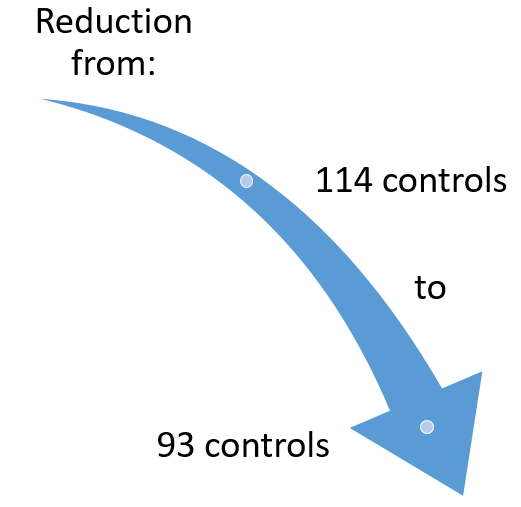 Reduction
from:
114 controls
to
93 controls